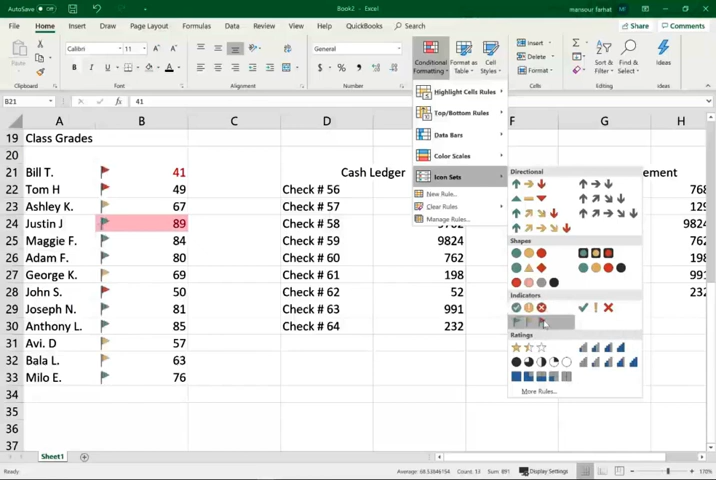 AutoSave Off
Book2 - Excel
mansour farhat MF
File Home Insert Draw Page Layout Formulas Data Review View Help QuickBooks Search
Share Comments
Paste
Calibri 11
B I U
General
$ % ,
Conditional Formatting
Format as Table
Cell Styles
Insert
Delete
Format
Sort & Filter
Find & Select
Ideas
Clipboard Font Alignment Cells Editing Ideas
B21 fx 41
A B C D F G H
19 Class Grades
20
21 Bill T. 41 Cash Ledger ement
22 Tom H 49 Check # 56 768
23 Ashley K. 67 Check # 57 129
24 Justin J 89 Check # 58 9824
25 Maggie F. 84 Check # 59 9824 762
26 Adam F. 80 Check # 60 762 198
27 George K. 69 Check # 61 198 991
28 John S. 50 Check # 62 52 232
29 Joseph N. 81 Check # 63 991
30 Anthony L. 85 Check # 64 232
31 Avi. D 57
32 Bala L. 63
33 Milo E. 76
34
35
36
37
Highlight Cells Rules
Top/Bottom Rules
Data Bars
Color Scales
Icon Sets
New Rule...
Clear Rules
Manage Rules...
Directional
Shapes
Indicators
Ratings
More Rules...
Sheet1
Ready
Average: 68.53846154 Count: 13 Sum: 891 Display Settings
170%